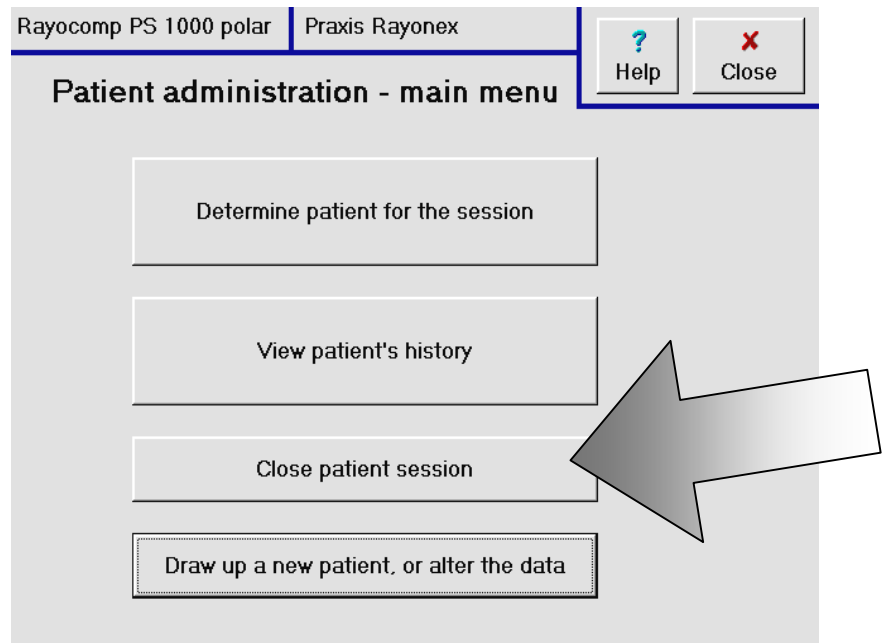 Rayocomp PS 1000 polar
Praxis Rayonex
?
Help
Close
Patient administration - main menu
Determine patient for the session
View patient's history
Close patient session
Draw up a new patient, or alter the data